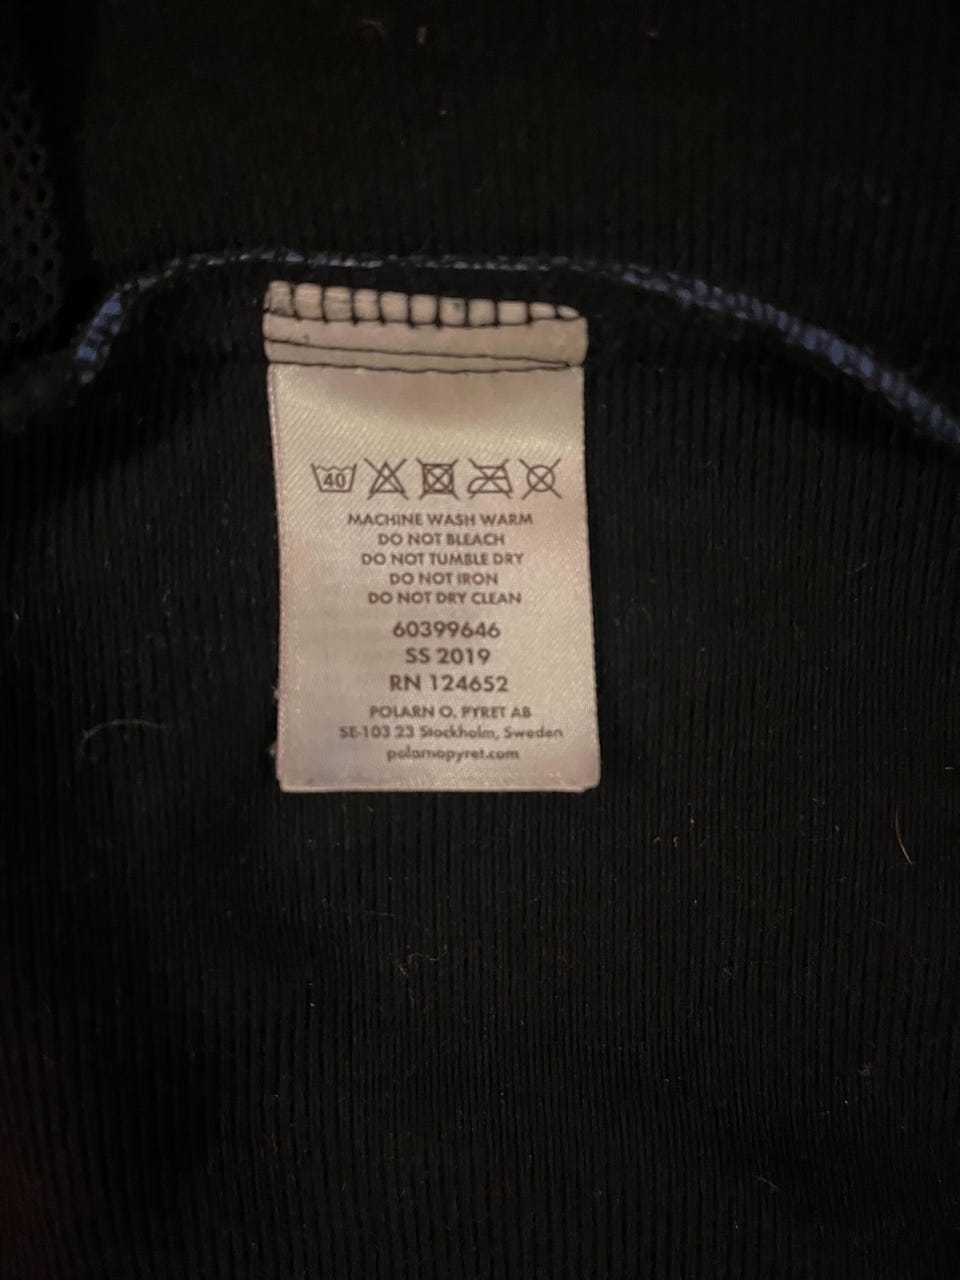 40
MACHINE WASH WARM
DO NOT BLEACH
DO NOT TUMBLE DRY
DO NOT IRON
DO NOT DRY CLEAN
60399646
SS 2019
RN 124652
POLARN O. PYRET AB
SE-103 23 Stockholm, Sweden
polarnopyret.com